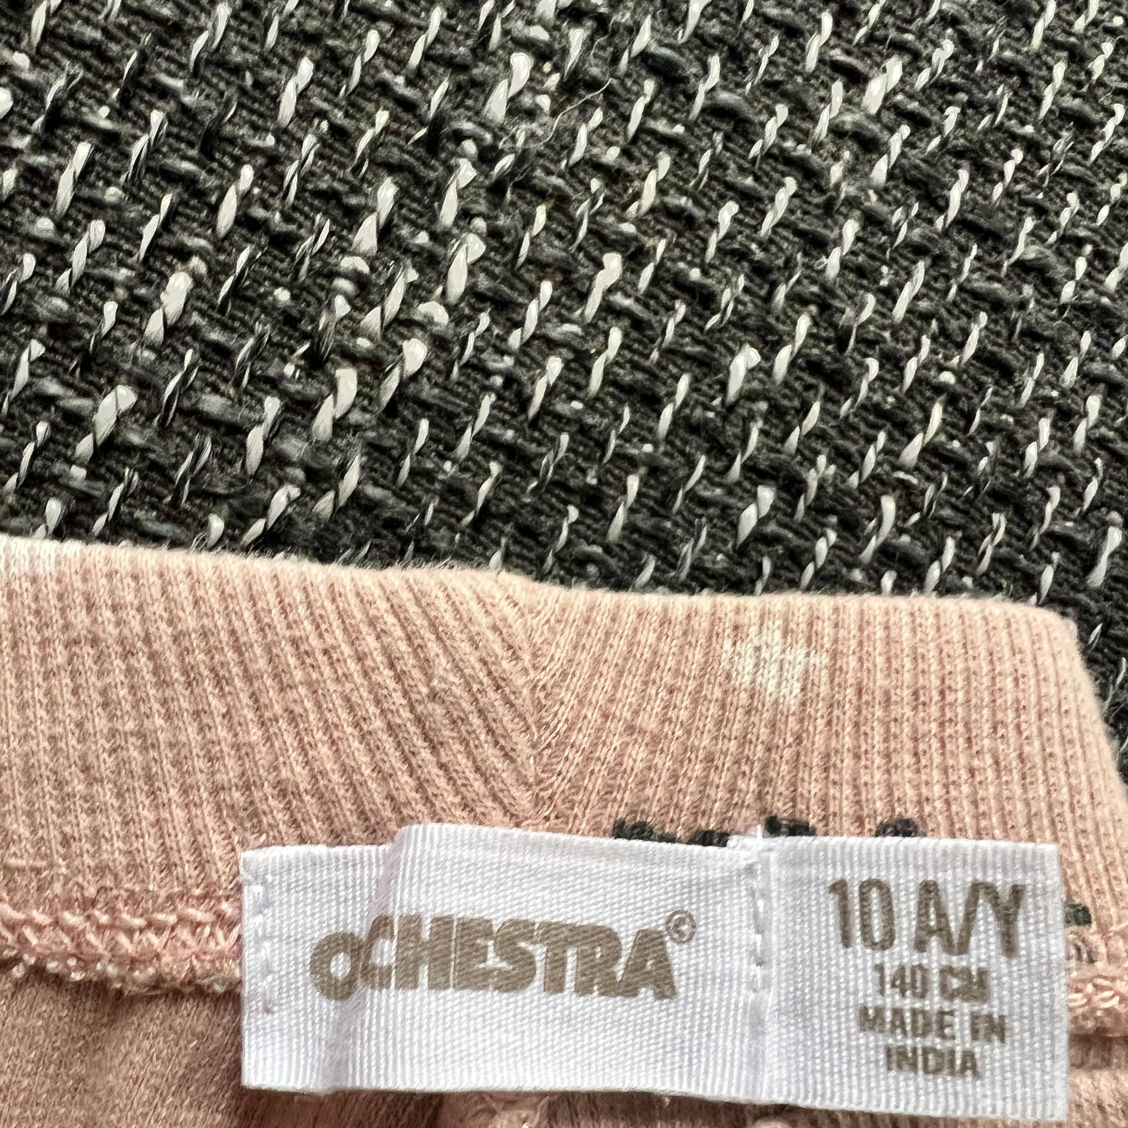 OCHESTRA©
10 A/Y
140 CM
MADE IN
INDIA